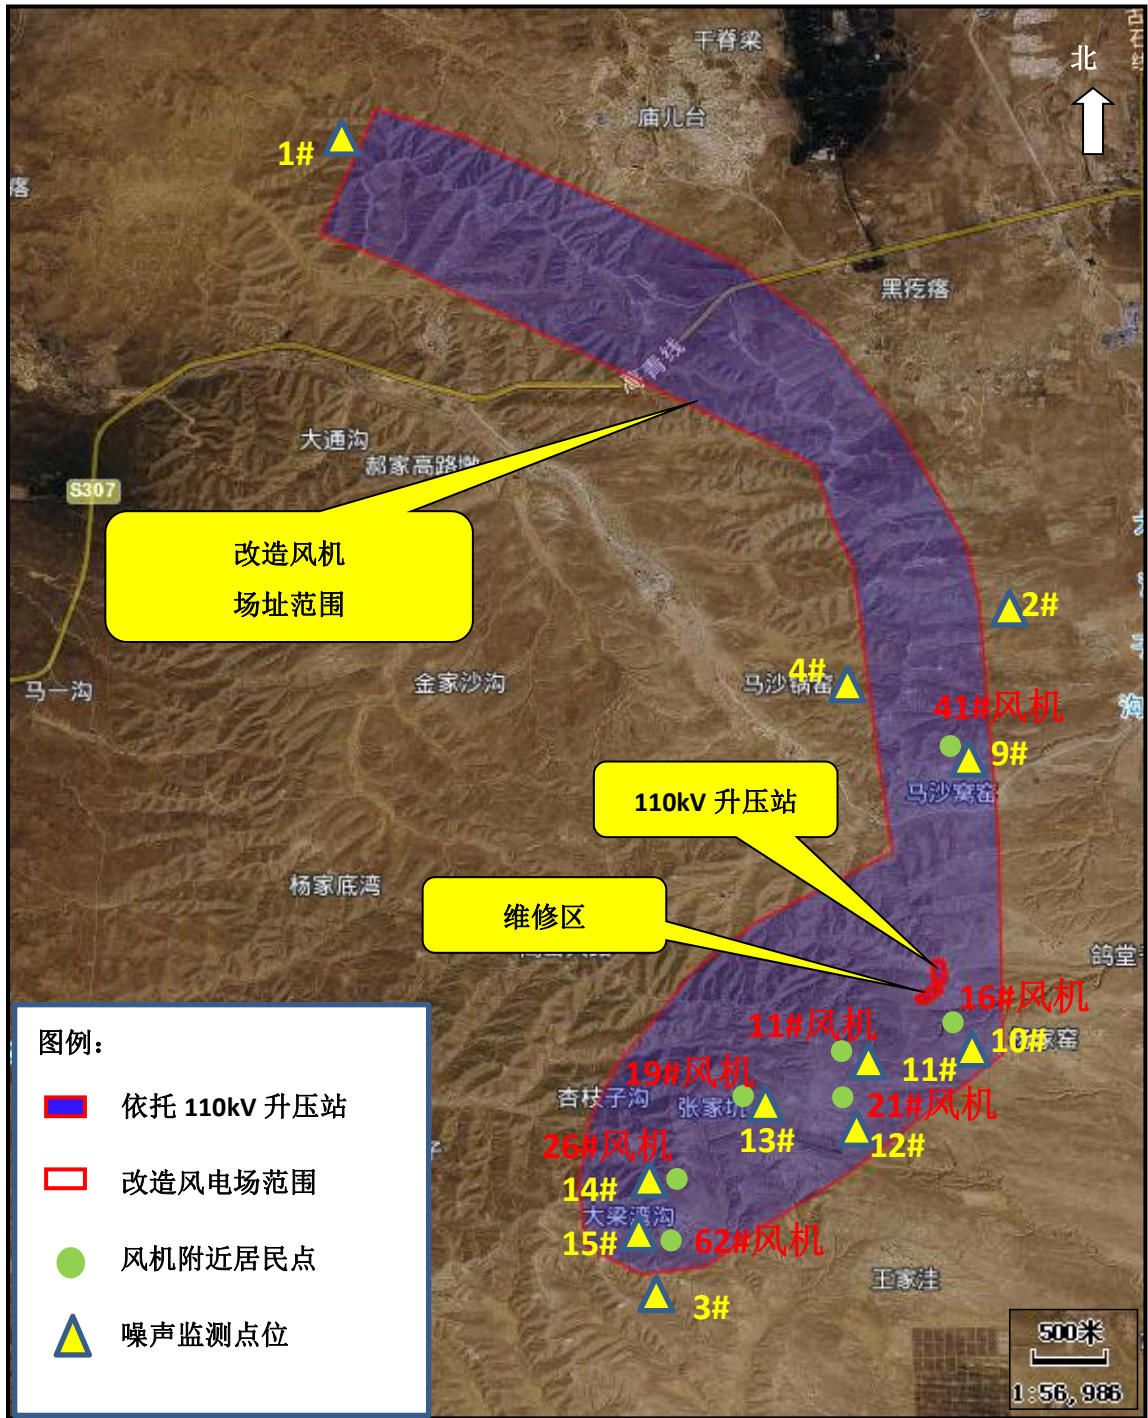 干脊梁
北
庙儿台
1#
黑疙瘩
高青线
大通沟
郝家高路墩
S307
改造风机
场址范围
2#
马一沟
金家沙沟
马沙锅窑
4#
41#风机
9#
马沙窝窑
110kV 升压站
杨家底湾
维修区
鸽堂
16#风机
11#风机
10#
11#
19#风机
杏枝子沟
张家坑
21#风机
13#
12#
26#风机
14#
大梁湾沟
15#
62#风机
3#
王家洼
图例：
依托 110kV 升压站
改造风电场范围
风机附近居民点
噪声监测点位
500米
1:56,986